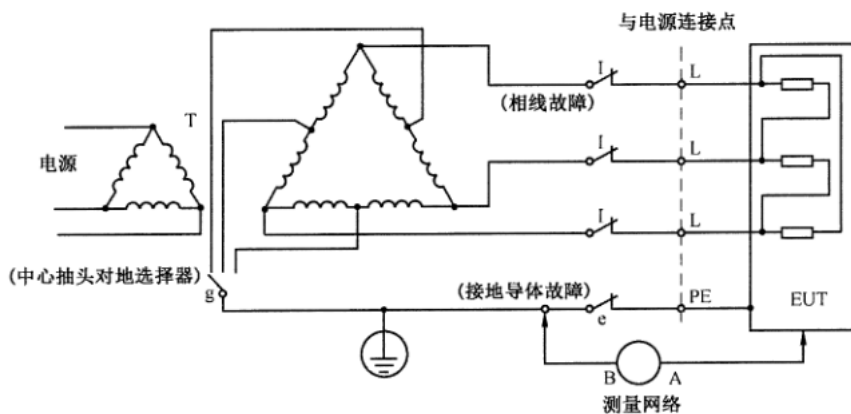 与电源连接点
T
I
L
(相线故障)
电源
I
L
I
L
(中心抽头对地选择器)
g
(接地导体故障)
e
PE
EUT
B
A
测量网络